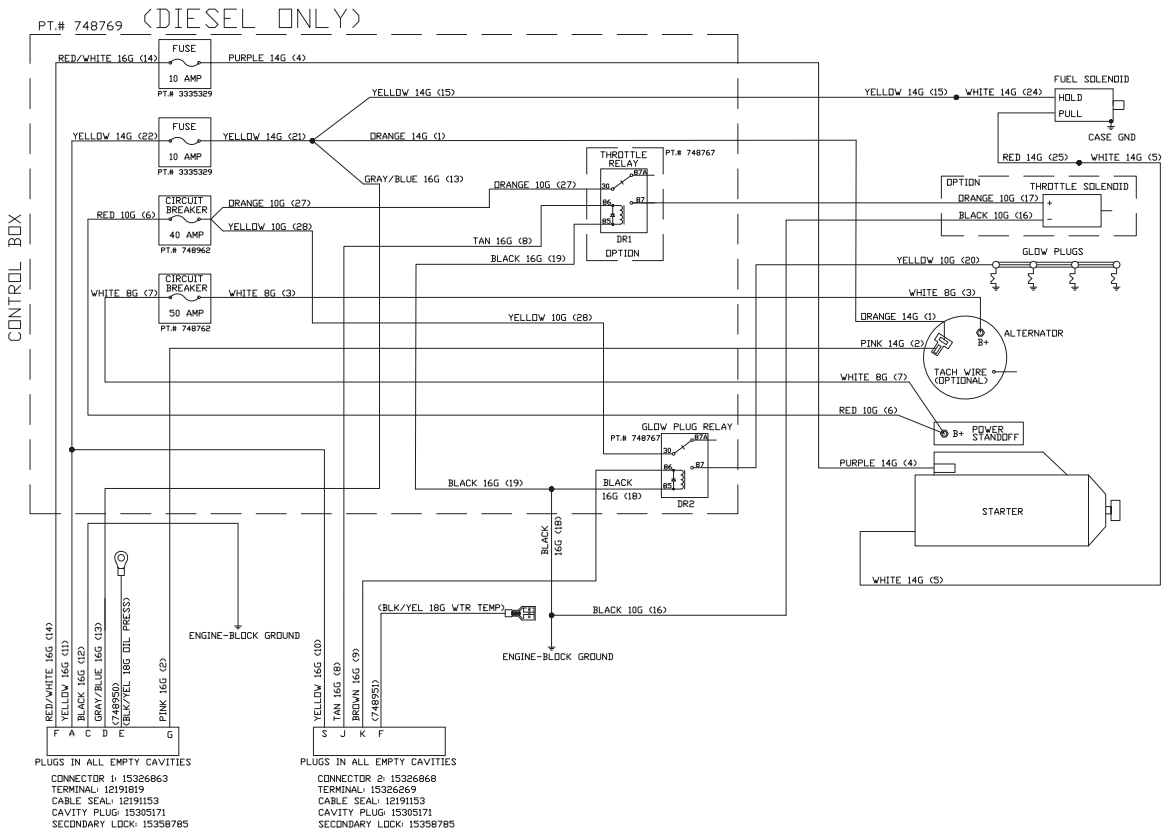 PT.# 748769 (DIESEL ONLY)
CONTROL BOX
RED/WHITE 16G (14)
FUSE
10 AMP
PT.# 3335329
PURPLE 14G (4)
YELLOW 14G (22)
FUSE
10 AMP
PT.# 3335329
YELLOW 14G (21)
YELLOW 14G (15)
YELLOW 14G (15)
WHITE 14G (24)
FUEL SOLENOID
HOLD
PULL
CASE GND
ORANGE 14G (1)
GRAY/BLUE 16G (13)
RED 14G (25)
WHITE 14G (5)
THROTTLE
RELAY
PT.# 748767
87A
30
86
87
85
DR1
OPTION
OPTION
THROTTLE SOLENOID
ORANGE 10G (17)
+
BLACK 10G (16)
-
RED 10G (6)
CIRCUIT
BREAKER
40 AMP
PT.# 748962
ORANGE 10G (27)
ORANGE 10G (27)
YELLOW 10G (28)
TAN 16G (8)
BLACK 16G (19)
GLOW PLUGS
YELLOW 10G (20)
WHITE 8G (7)
CIRCUIT
BREAKER
50 AMP
PT.# 748762
WHITE 8G (3)
WHITE 8G (3)
YELLOW 10G (28)
ORANGE 14G (1)
ALTERNATOR
B+
PINK 14G (2)
TACH WIRE
(OPTIONAL)
WHITE 8G (7)
RED 10G (6)
B+ POWER
STANDOFF
GLOW PLUG RELAY
PT.# 748767
87A
30
86
87
85
DR2
PURPLE 14G (4)
STARTER
BLACK 16G (19)
BLACK
16G (18)
BLACK
16G (18)
WHITE 14G (5)
(BLK/YEL 18G WTR TEMP)
BLACK 10G (16)
ENGINE-BLOCK GROUND
ENGINE-BLOCK GROUND
RED/WHITE 16G (14)
YELLOW 16G (11)
BLACK 16G (12)
GRAY/BLUE 16G (13)
(748950)
(BLK/YEL 18G OIL PRESS)
PINK 16G (2)
YELLOW 16G (10)
TAN 16G (8)
BROWN 16G (9)
(748951)
F A C D E G
S J K F
PLUGS IN ALL EMPTY CAVITIES
CONNECTOR 1: 15326863
TERMINAL: 12191819
CABLE SEAL: 12191153
CAVITY PLUG: 15305171
SECONDARY LOCK: 15358785
PLUGS IN ALL EMPTY CAVITIES
CONNECTOR 2: 15326868
TERMINAL: 15326269
CABLE SEAL: 12191153
CAVITY PLUG: 15305171
SECONDARY LOCK: 15358785